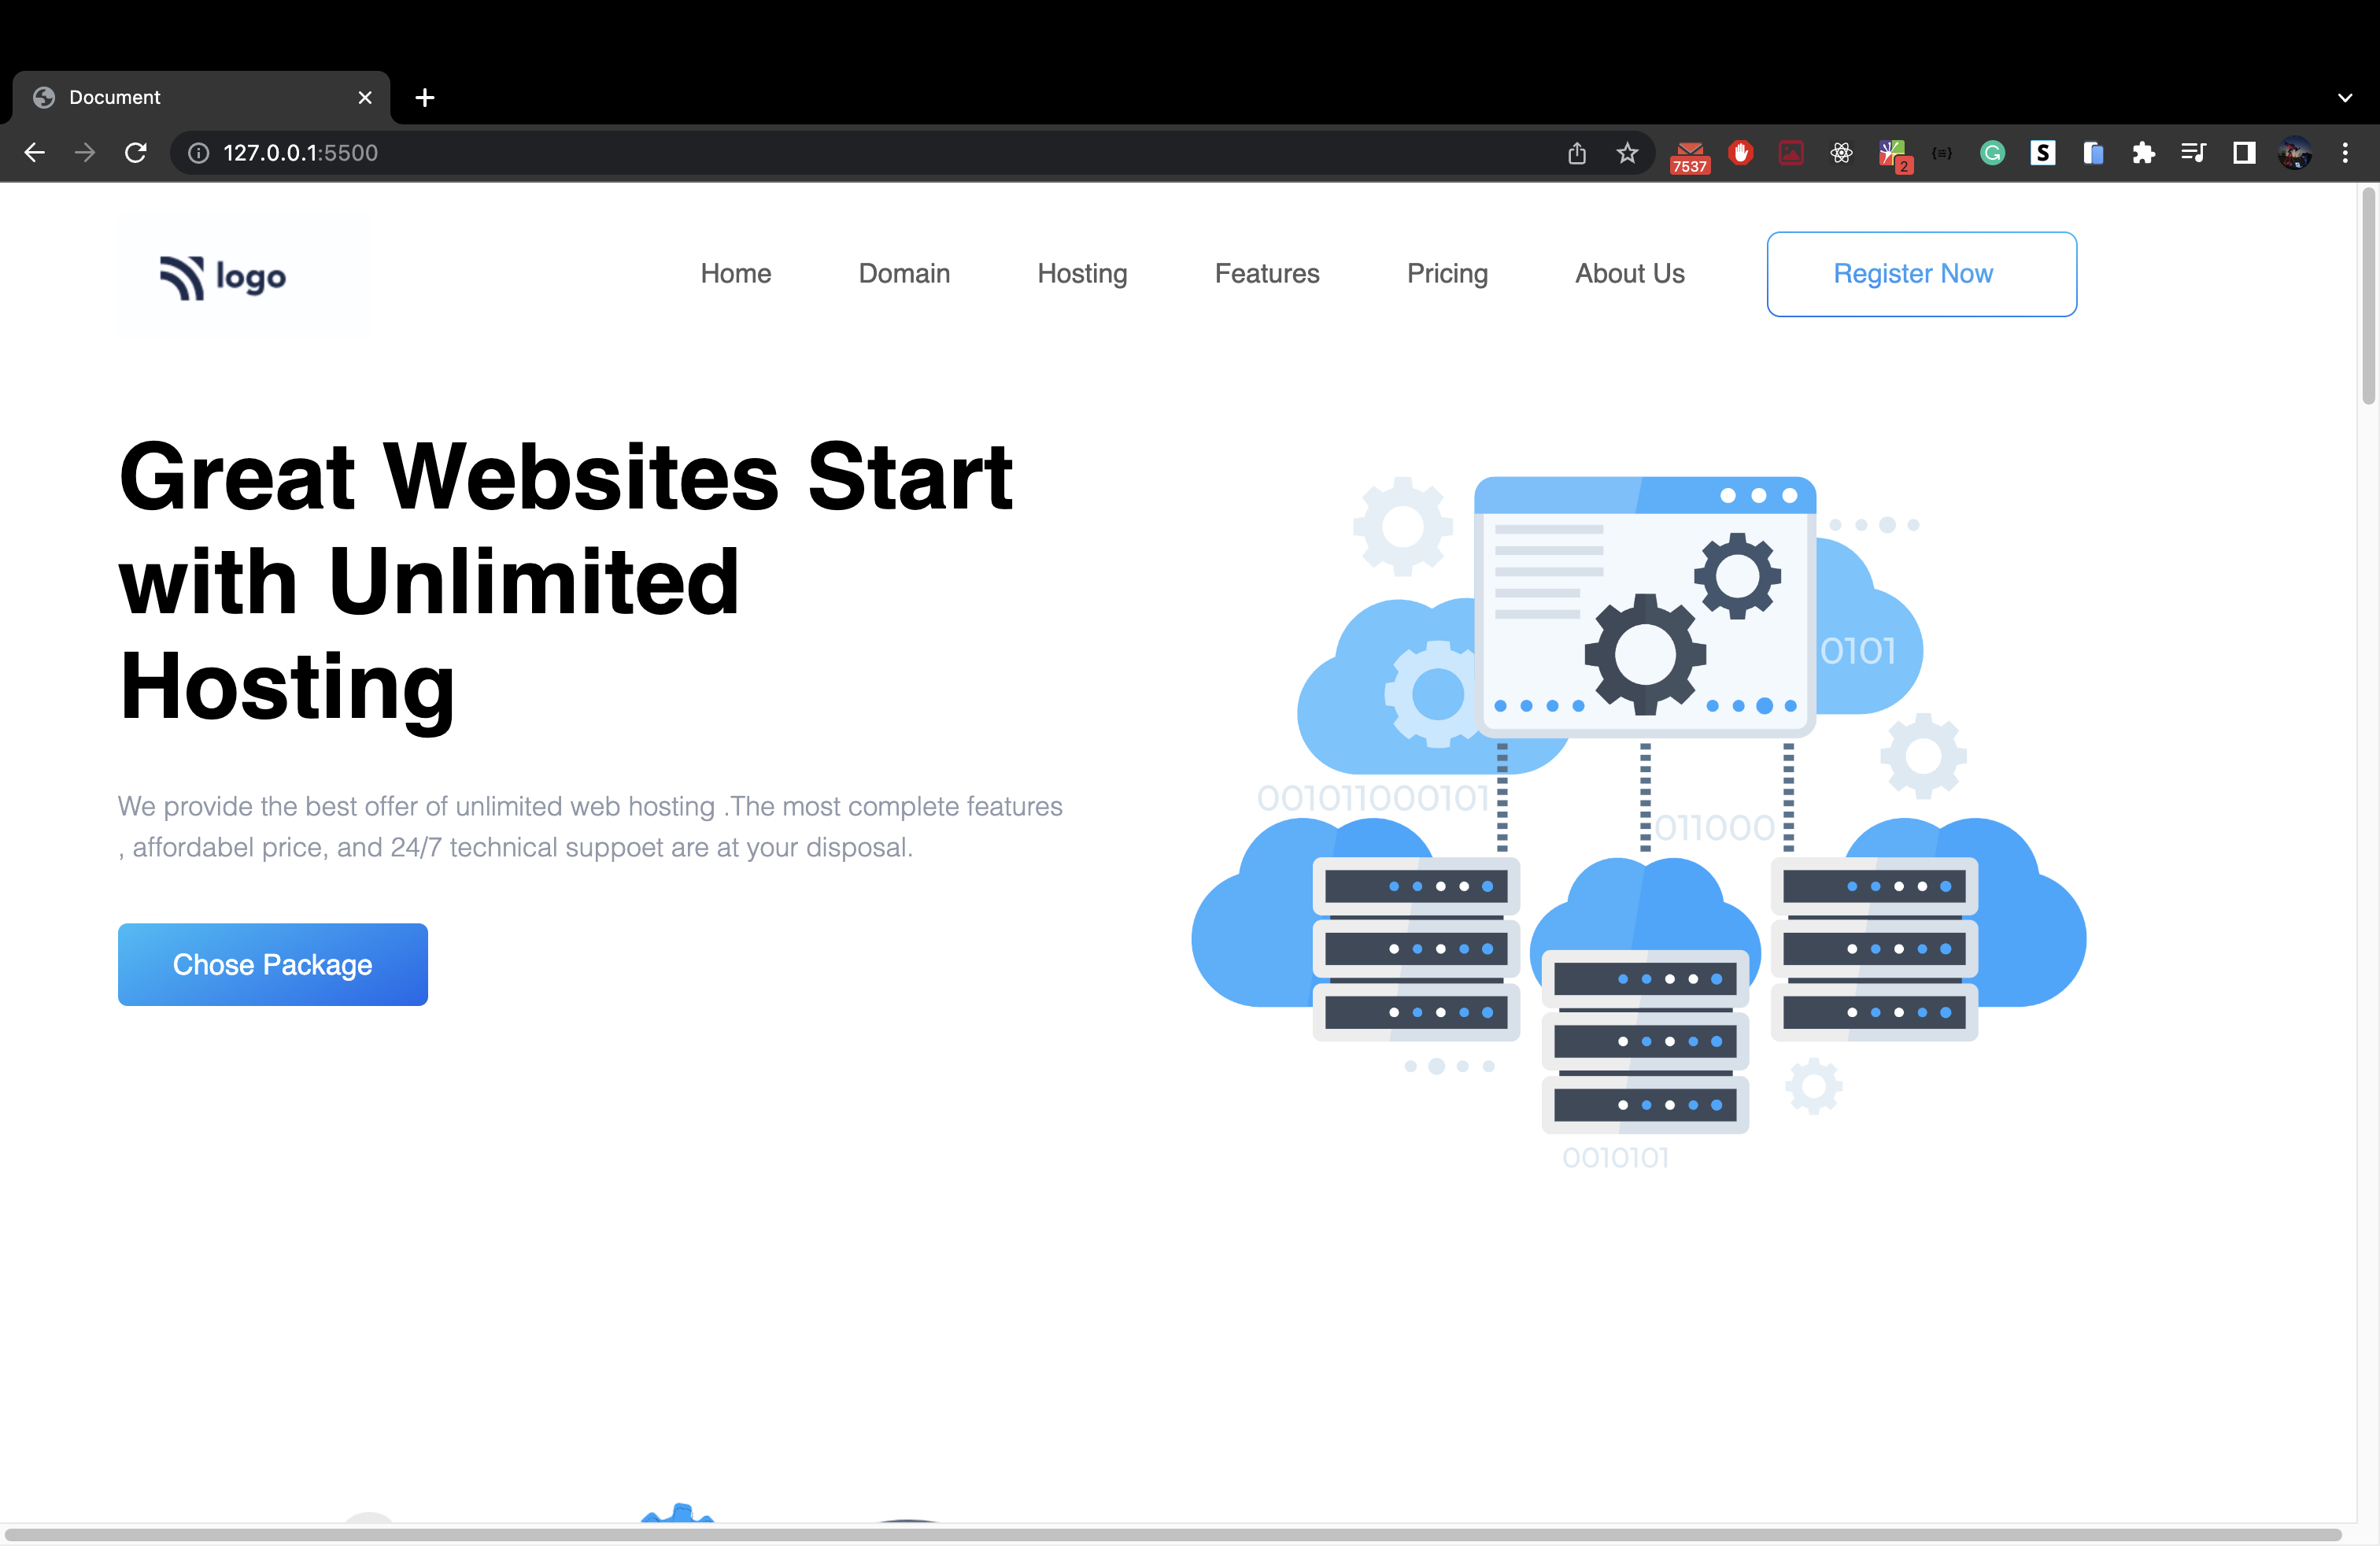 Document
127.0.0.1:5500
7537
2
logo
Home Domain Hosting Features Pricing About Us Register Now
Great Websites Start
with Unlimited
Hosting
We provide the best offer of unlimited web hosting .The most complete features
, affordabel price, and 24/7 technical suppoet are at your disposal.
Chose Package
0101
001011000101
011000
0010101